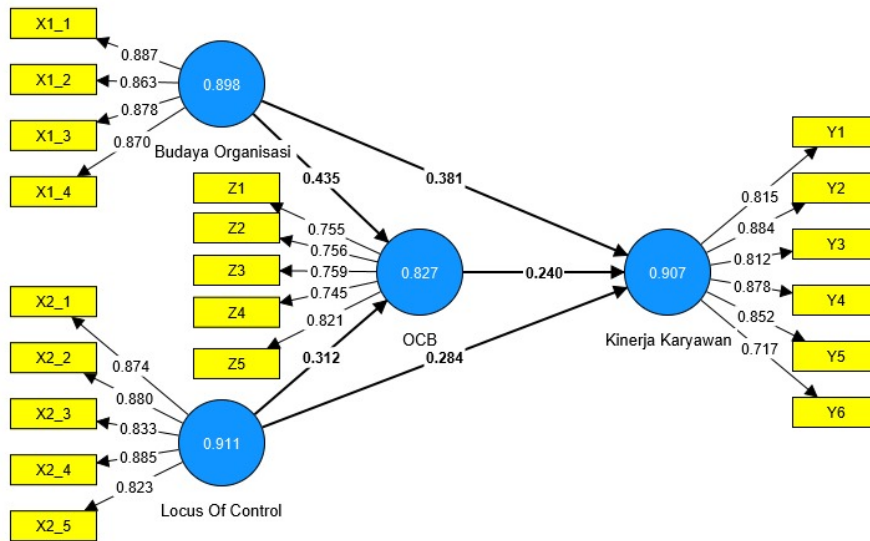 X1_1
0.887
X1_2
0.863
X1_3
0.878
X1_4
0.870
0.898
Budaya Organisasi
0.435
0.381
Z1
0.755
Z2
0.756
Z3
0.759
Z4
0.745
Z5
0.821
0.827
OCB
0.240
0.312
0.284
X2_1
0.874
X2_2
0.880
X2_3
0.833
X2_4
0.885
X2_5
0.823
0.911
Locus Of Control
0.907
Kinerja Karyawan
Y1
0.815
Y2
0.884
Y3
0.812
Y4
0.878
Y5
0.852
Y6
0.717